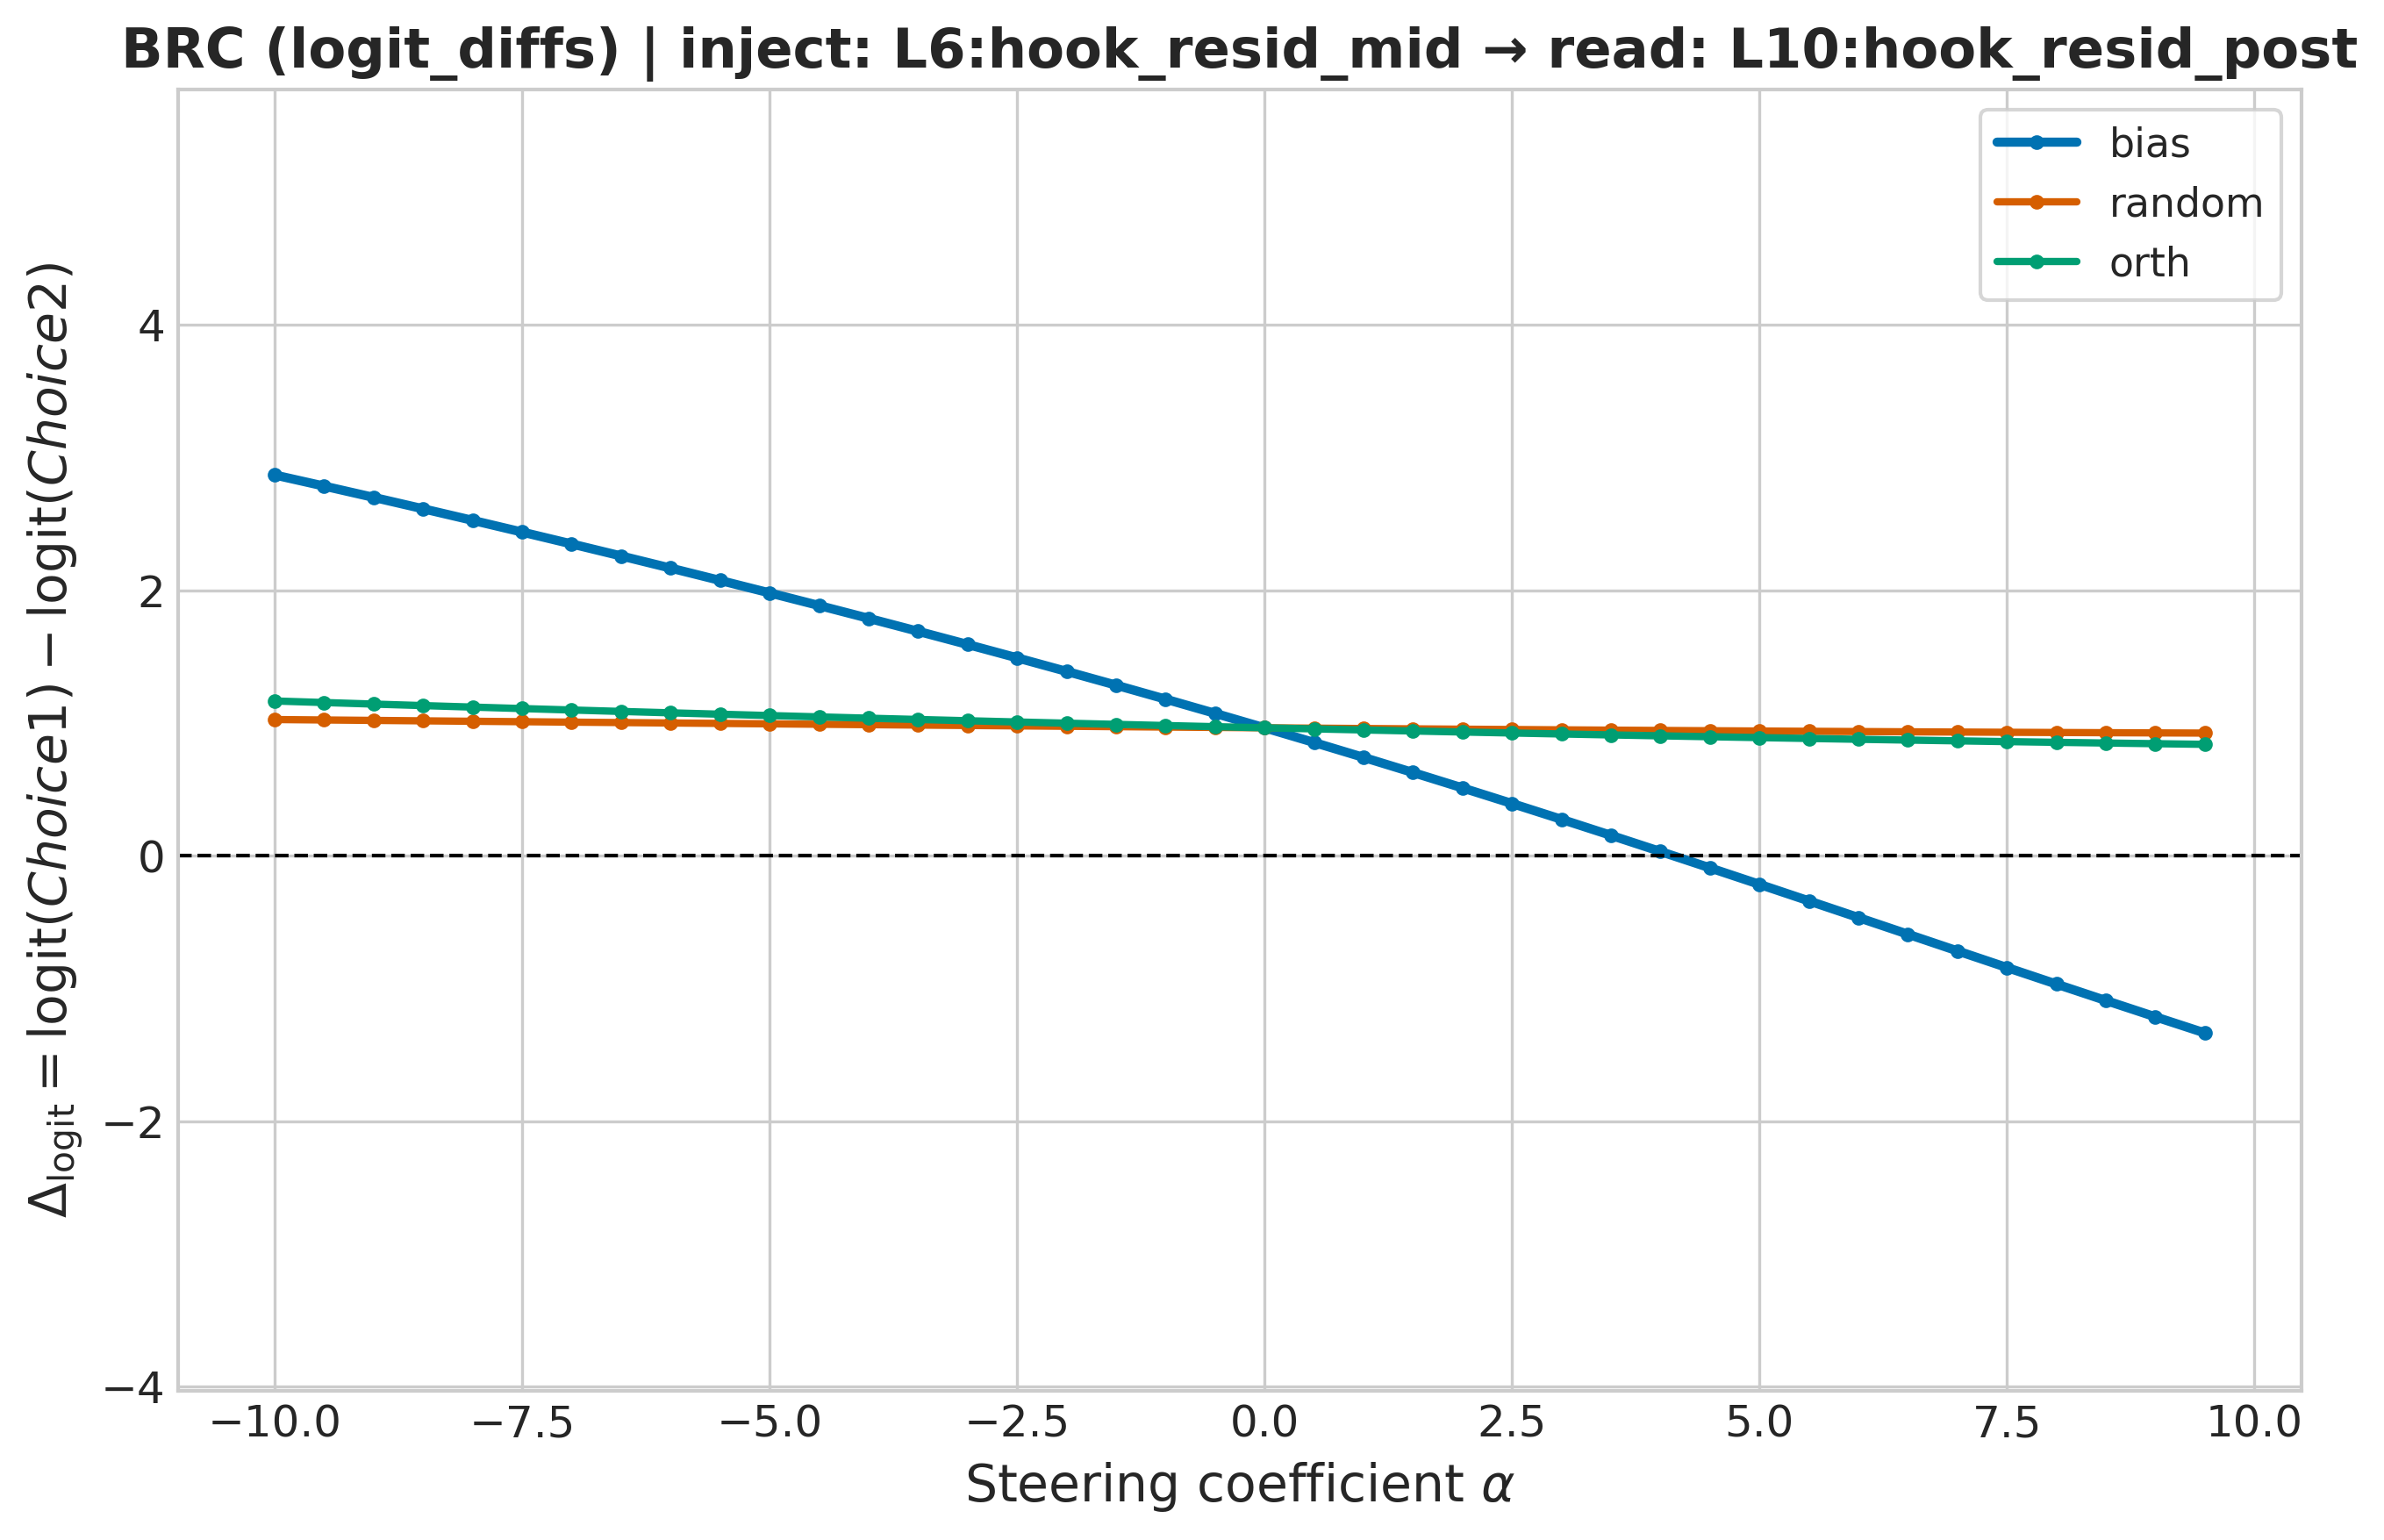 BRC (logit_diffs) | inject: L6:hook_resid_mid → read: L10:hook_resid_post
bias
random
orth
Δlogit = logit(Choice1) − logit(Choice2)
4
2
0
−2
−4
−10.0 −7.5 −5.0 −2.5 0.0 2.5 5.0 7.5 10.0
Steering coefficient α